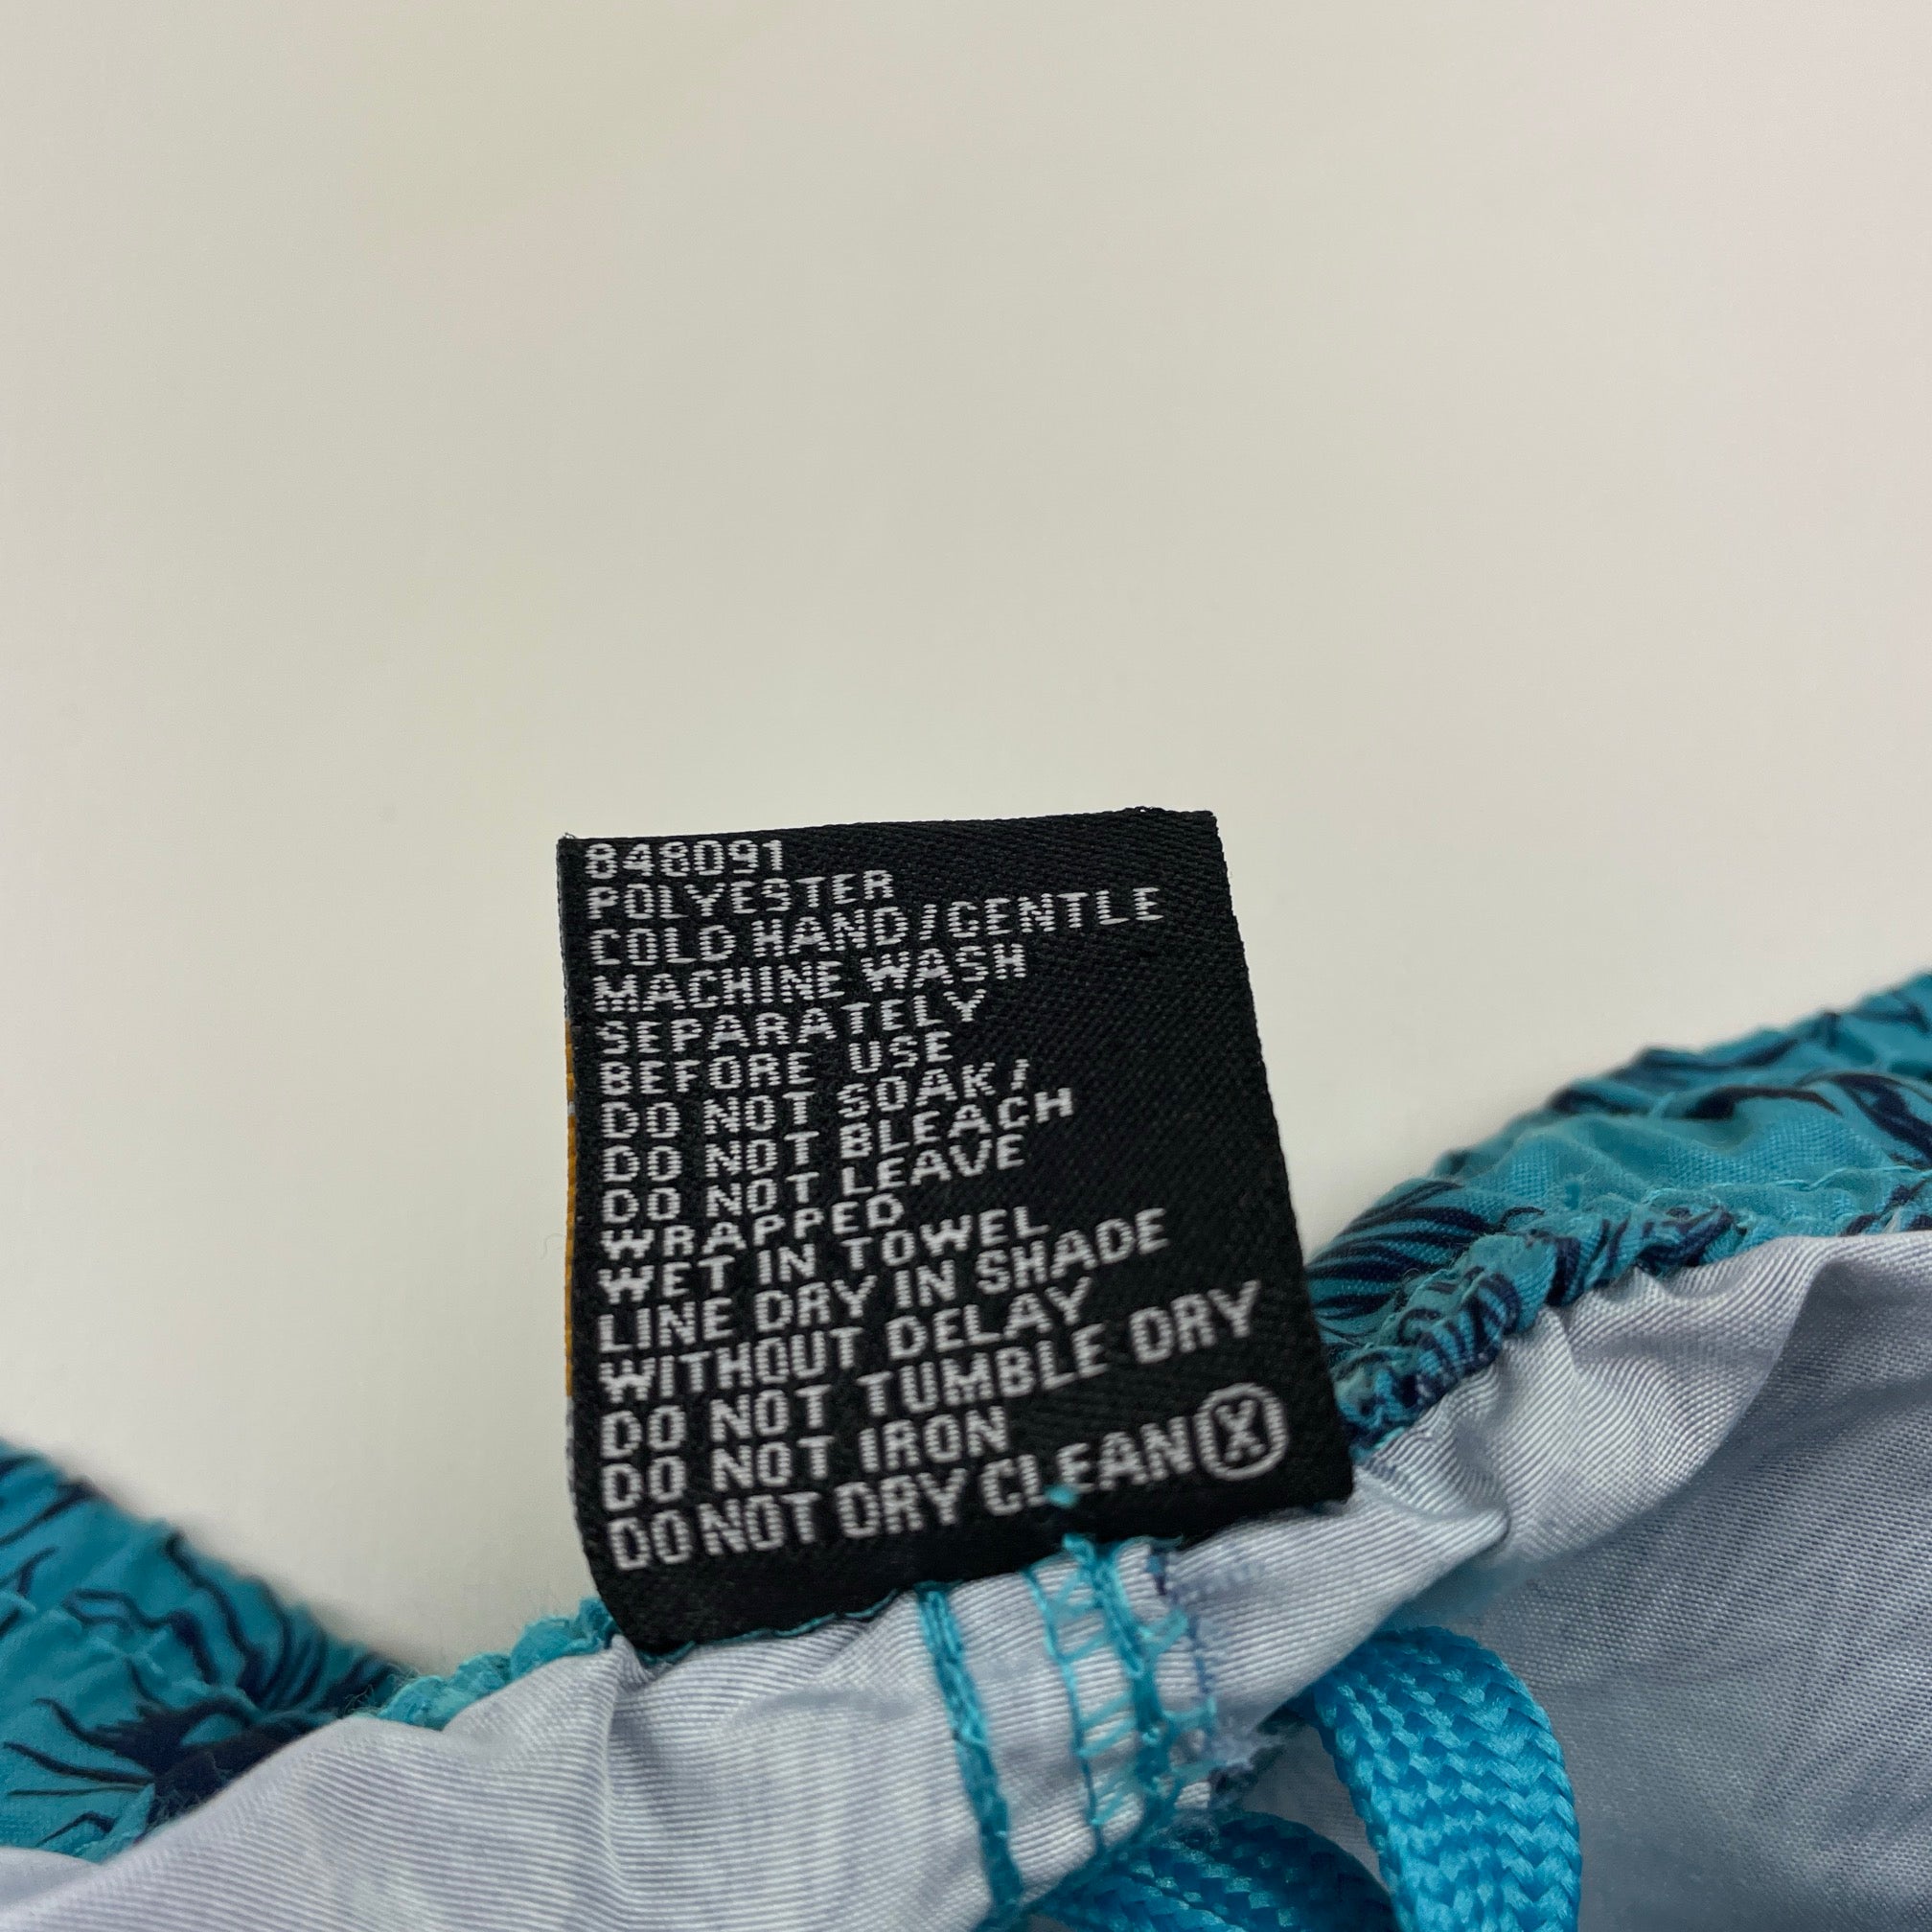 848091
POLYESTER
COLD HAND/GENTLE
MACHINE WASH
SEPARATELY
BEFORE USE
DO NOT SOAK/
DO NOT BLEACH
DO NOT LEAVE
WRAPPED
WET IN TOWEL
LINE DRY IN SHADE
WITHOUT DELAY
DO NOT TUMBLE DRY
DO NOT IRON
DO NOT DRY CLEAN Ⓧ